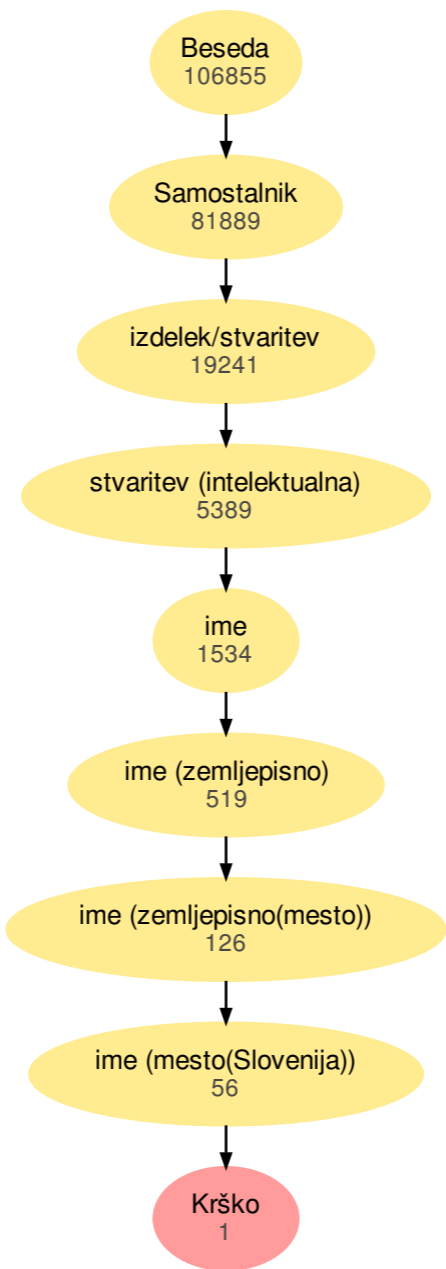 Beseda
106855
Samostalnik
81889
izdelek/stvaritev
19241
stvaritev (intelektualna)
5389
ime
1534
ime (zemljepisno)
519
ime (zemljepisno(mesto))
126
ime (mesto(Slovenija))
56
Krško
1